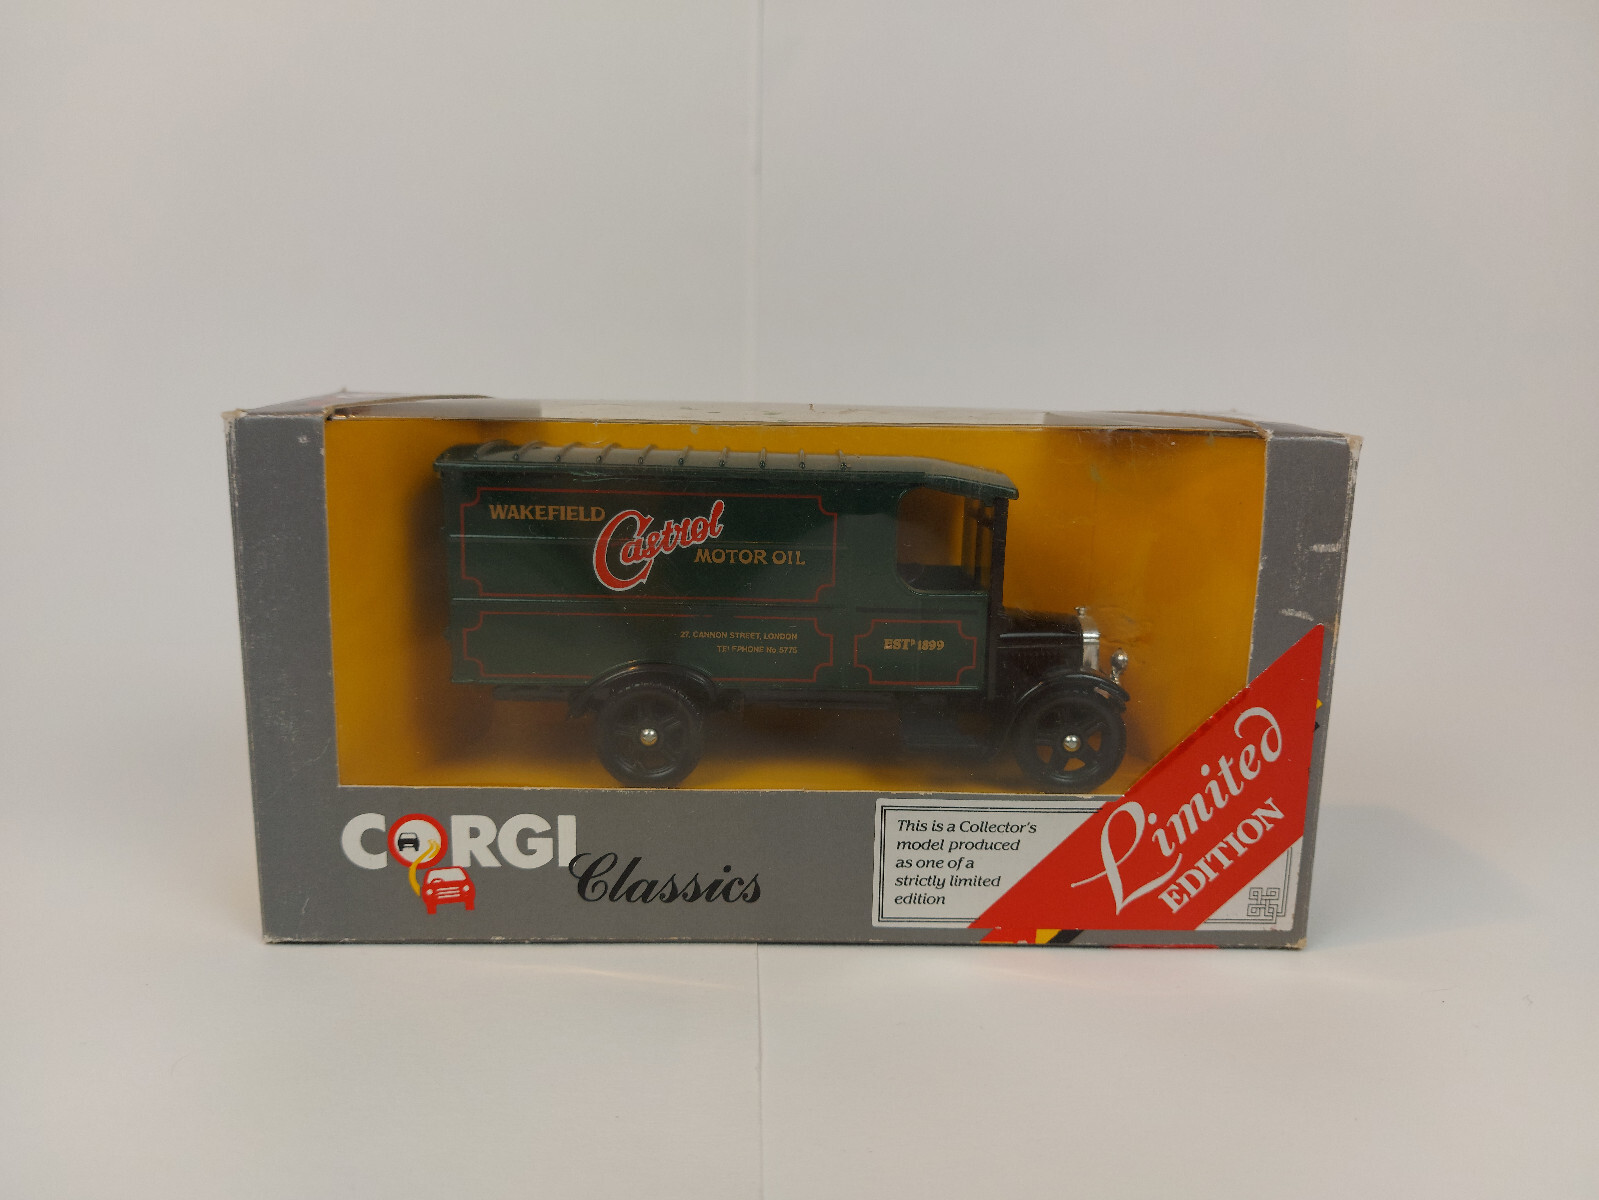 WAKEFIELD
Castrol
MOTOR OIL
27, CANNON STREET, LONDON
TELEPHONE No 5775
ESTD 1899
CORGI
Classics
This is a Collector's
model produced
as one of a
strictly limited
edition
Limited
EDITION